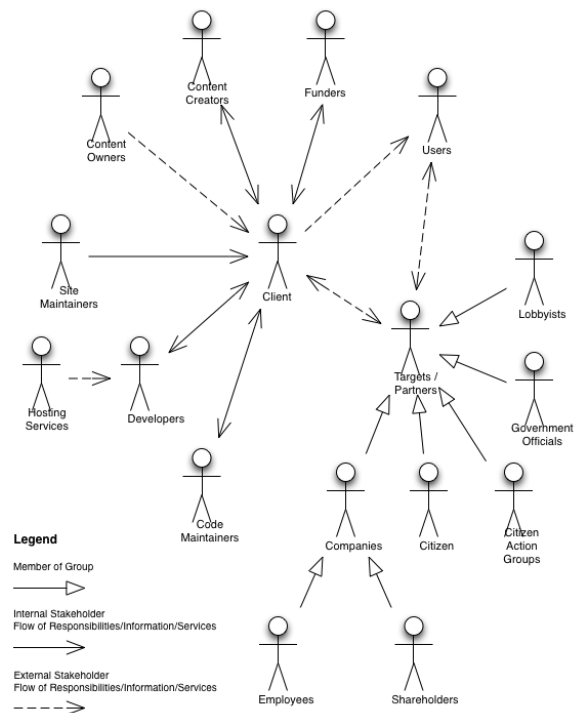 Content
Creators
Funders
Content
Owners
Users
Site
Maintainers
Client
Lobbyists
Targets /
Partners
Hosting
Services
Developers
Government
Officials
Code
Maintainers
Companies
Citizen
Citizen
Action
Groups
Legend
Member of Group
Internal Stakeholder
Flow of Responsibilities/Information/Services
External Stakeholder
Flow of Responsibilities/Information/Services
Employees
Shareholders